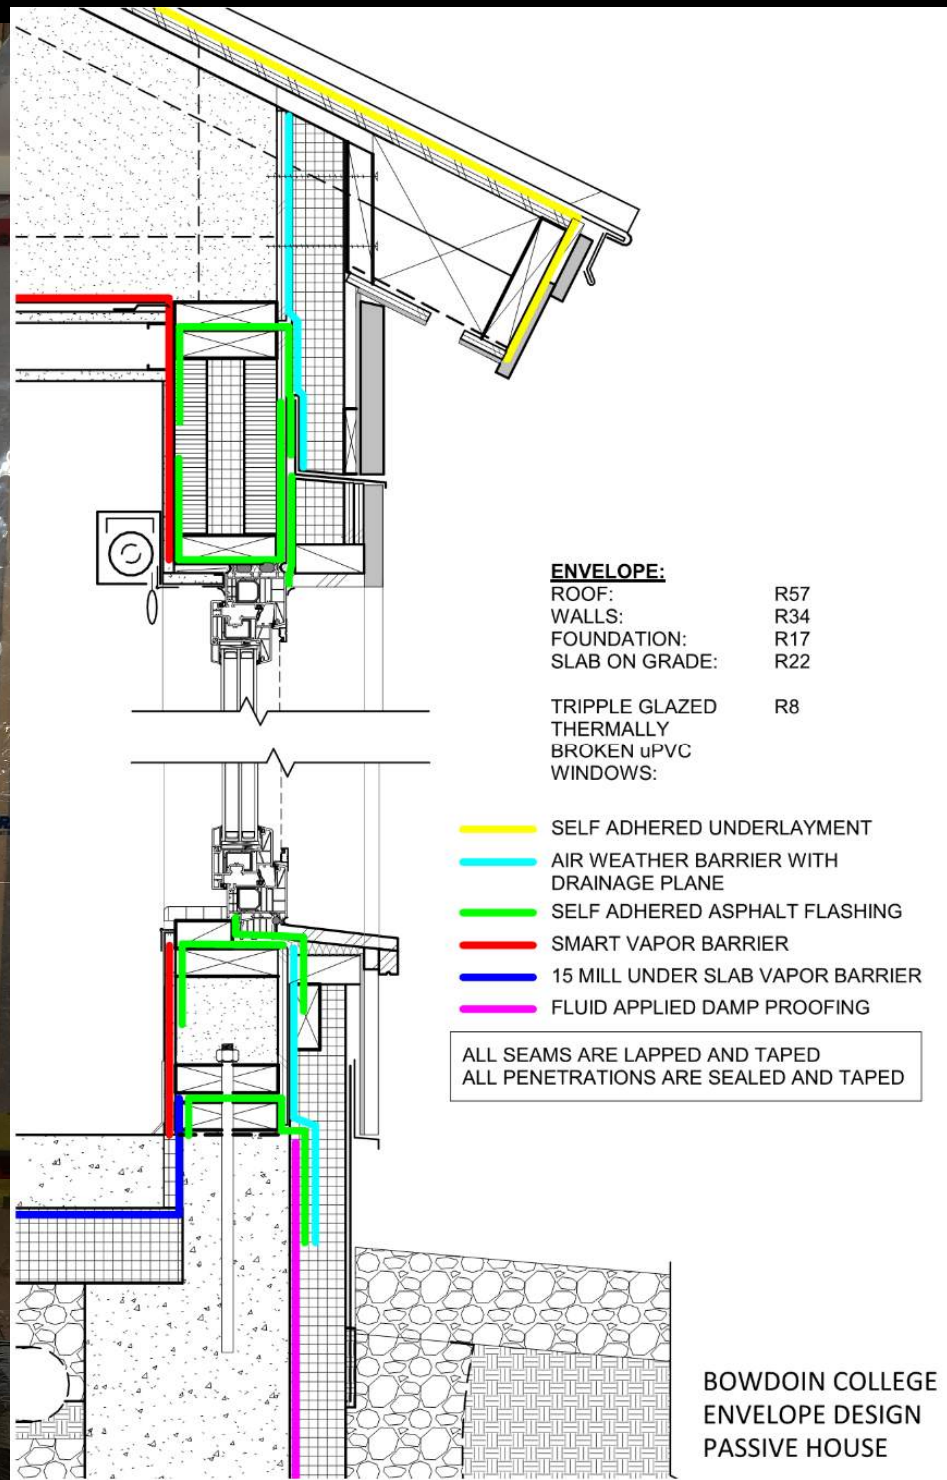 ENVELOPE:
ROOF: R57
WALLS: R34
FOUNDATION: R17
SLAB ON GRADE: R22
TRIPPLE GLAZED R8
THERMALLY
BROKEN uPVC
WINDOWS:
SELF ADHERED UNDERLAYMENT
AIR WEATHER BARRIER WITH
DRAINAGE PLANE
SELF ADHERED ASPHALT FLASHING
SMART VAPOR BARRIER
15 MILL UNDER SLAB VAPOR BARRIER
FLUID APPLIED DAMP PROOFING
ALL SEAMS ARE LAPPED AND TAPED
ALL PENETRATIONS ARE SEALED AND TAPED
BOWDOIN COLLEGE
ENVELOPE DESIGN
PASSIVE HOUSE